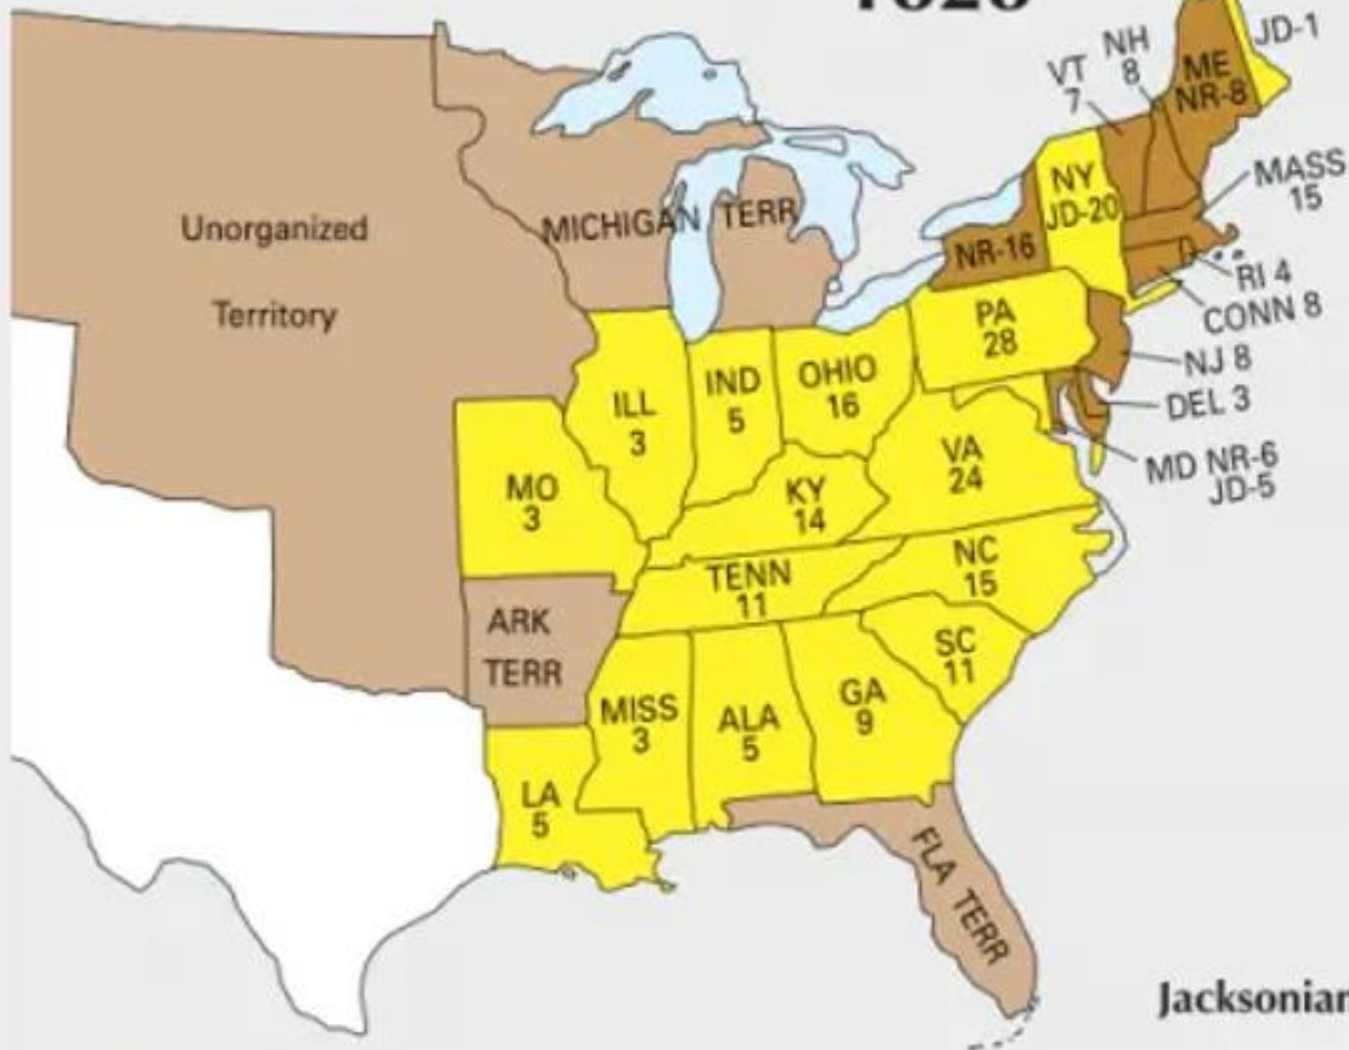 1828
JD-1
NH
8
VT
7
ME
NR-8
MASS
15
NY
JD-20
NR-16
RI 4
CONN 8
NJ 8
DEL 3
MD NR-6
JD-5
Unorganized
Territory
MICHIGAN TERR
PA
28
OHIO
16
IND
5
ILL
3
MO
3
KY
14
VA
24
TENN
11
NC
15
SC
11
ARK
TERR
MISS
3
ALA
5
GA
9
LA
5
FLA TERR
Jacksonian